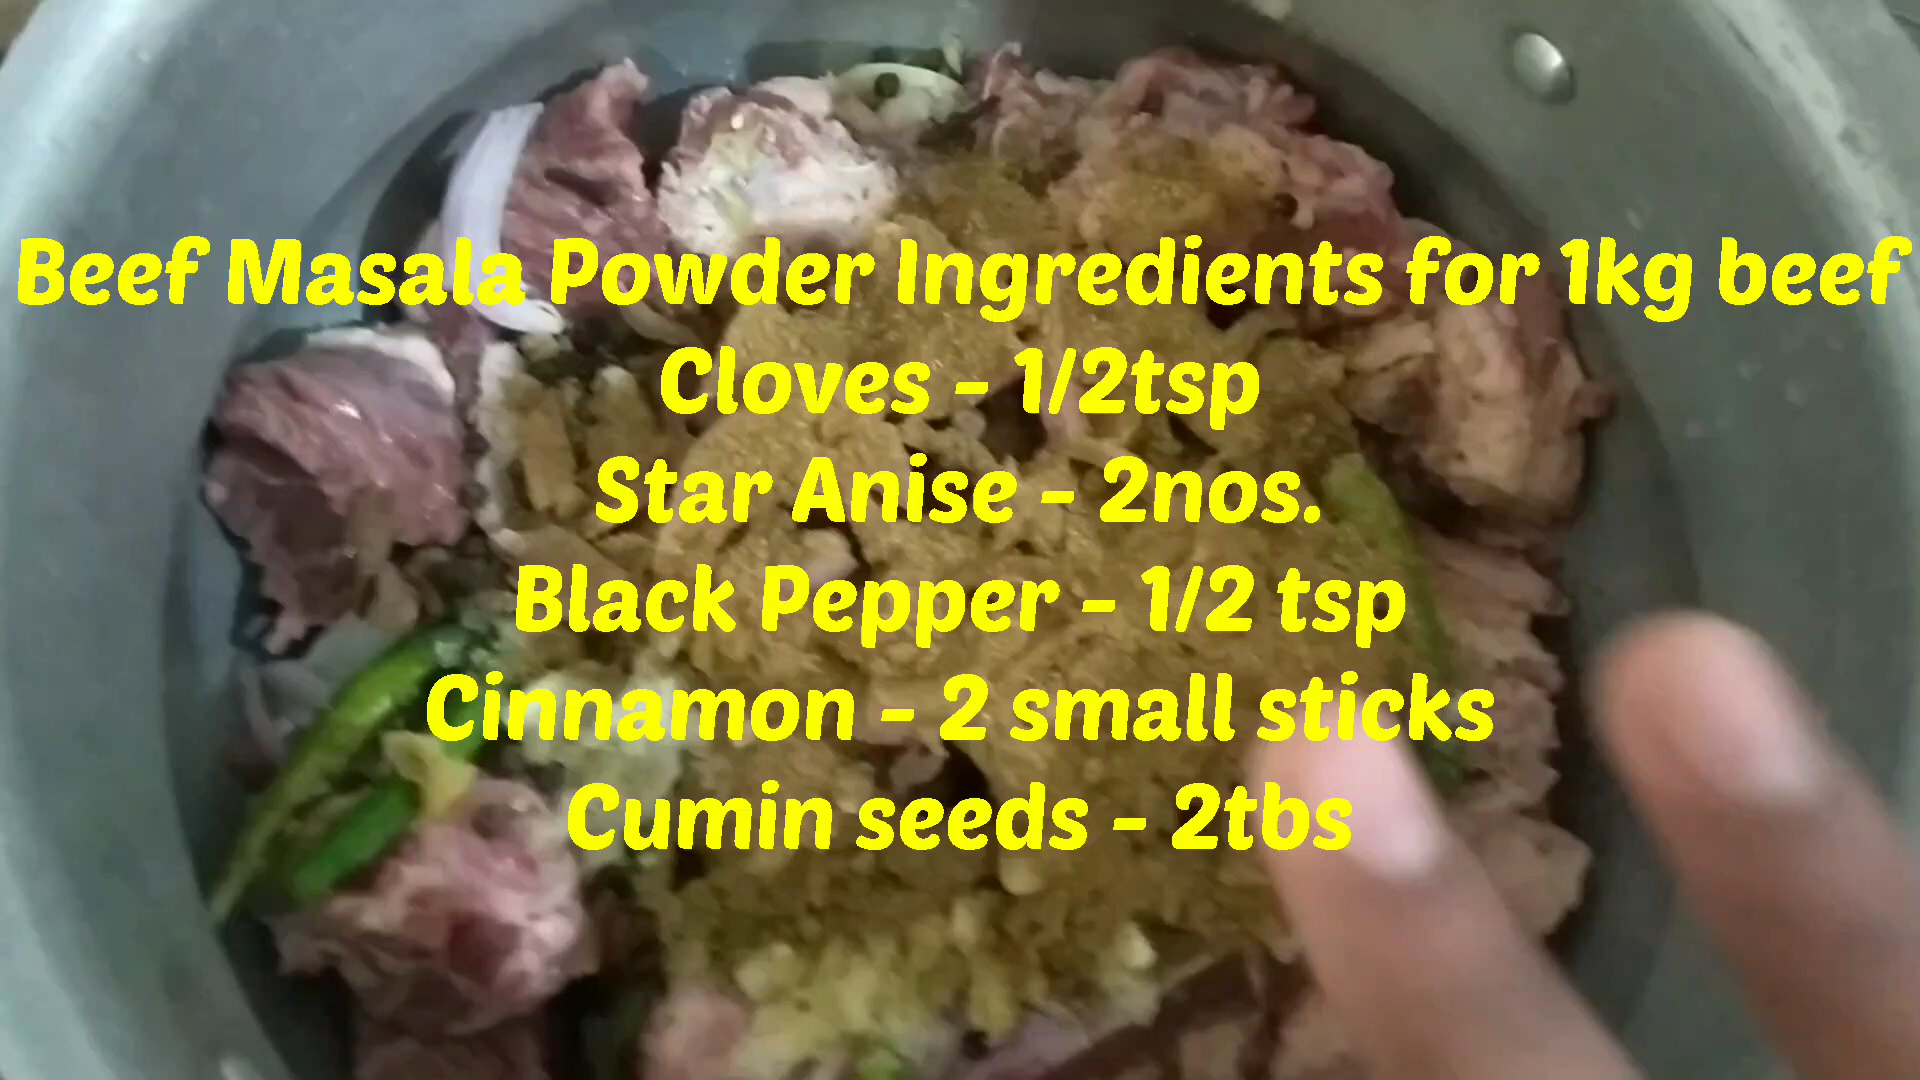 Beef Masala Powder Ingredients for 1kg beef
Cloves - 1/2tsp
Star Anise - 2nos.
Black Pepper - 1/2 tsp
Cinnamon - 2 small sticks
Cumin seeds - 2tbs